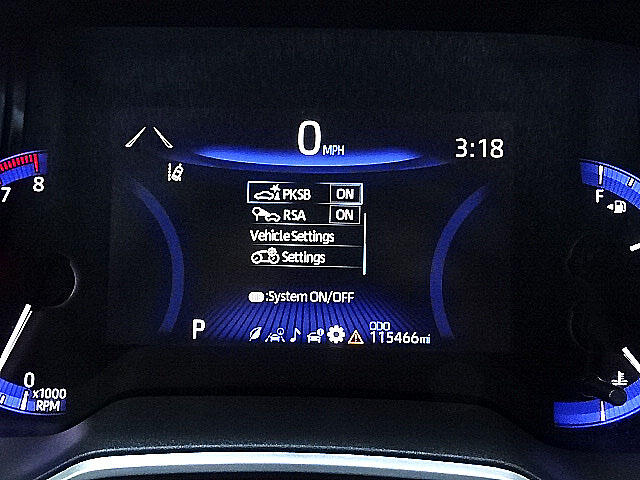 0 MPH
3:18
7 8
F
PKSB ON
RSA ON
Vehicle Settings
Settings
:System ON/OFF
P
ODO
115466mi
0
x1000
RPM